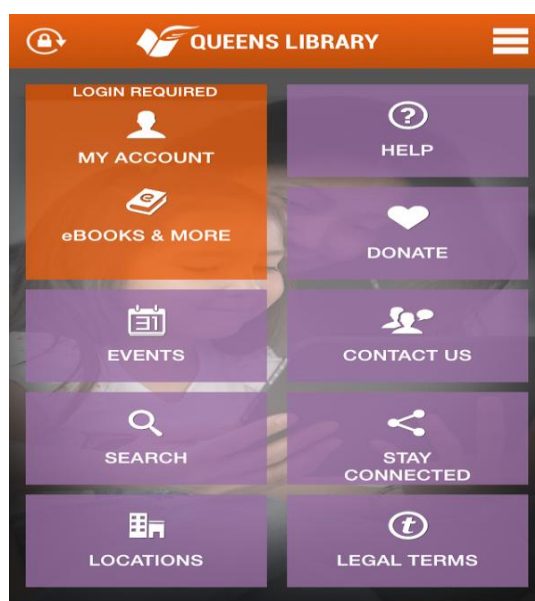 QUEENS LIBRARY
LOGIN REQUIRED
MY ACCOUNT
eBOOKS & MORE
HELP
DONATE
31
EVENTS
CONTACT US
SEARCH
STAY
CONNECTED
LOCATIONS
t
LEGAL TERMS